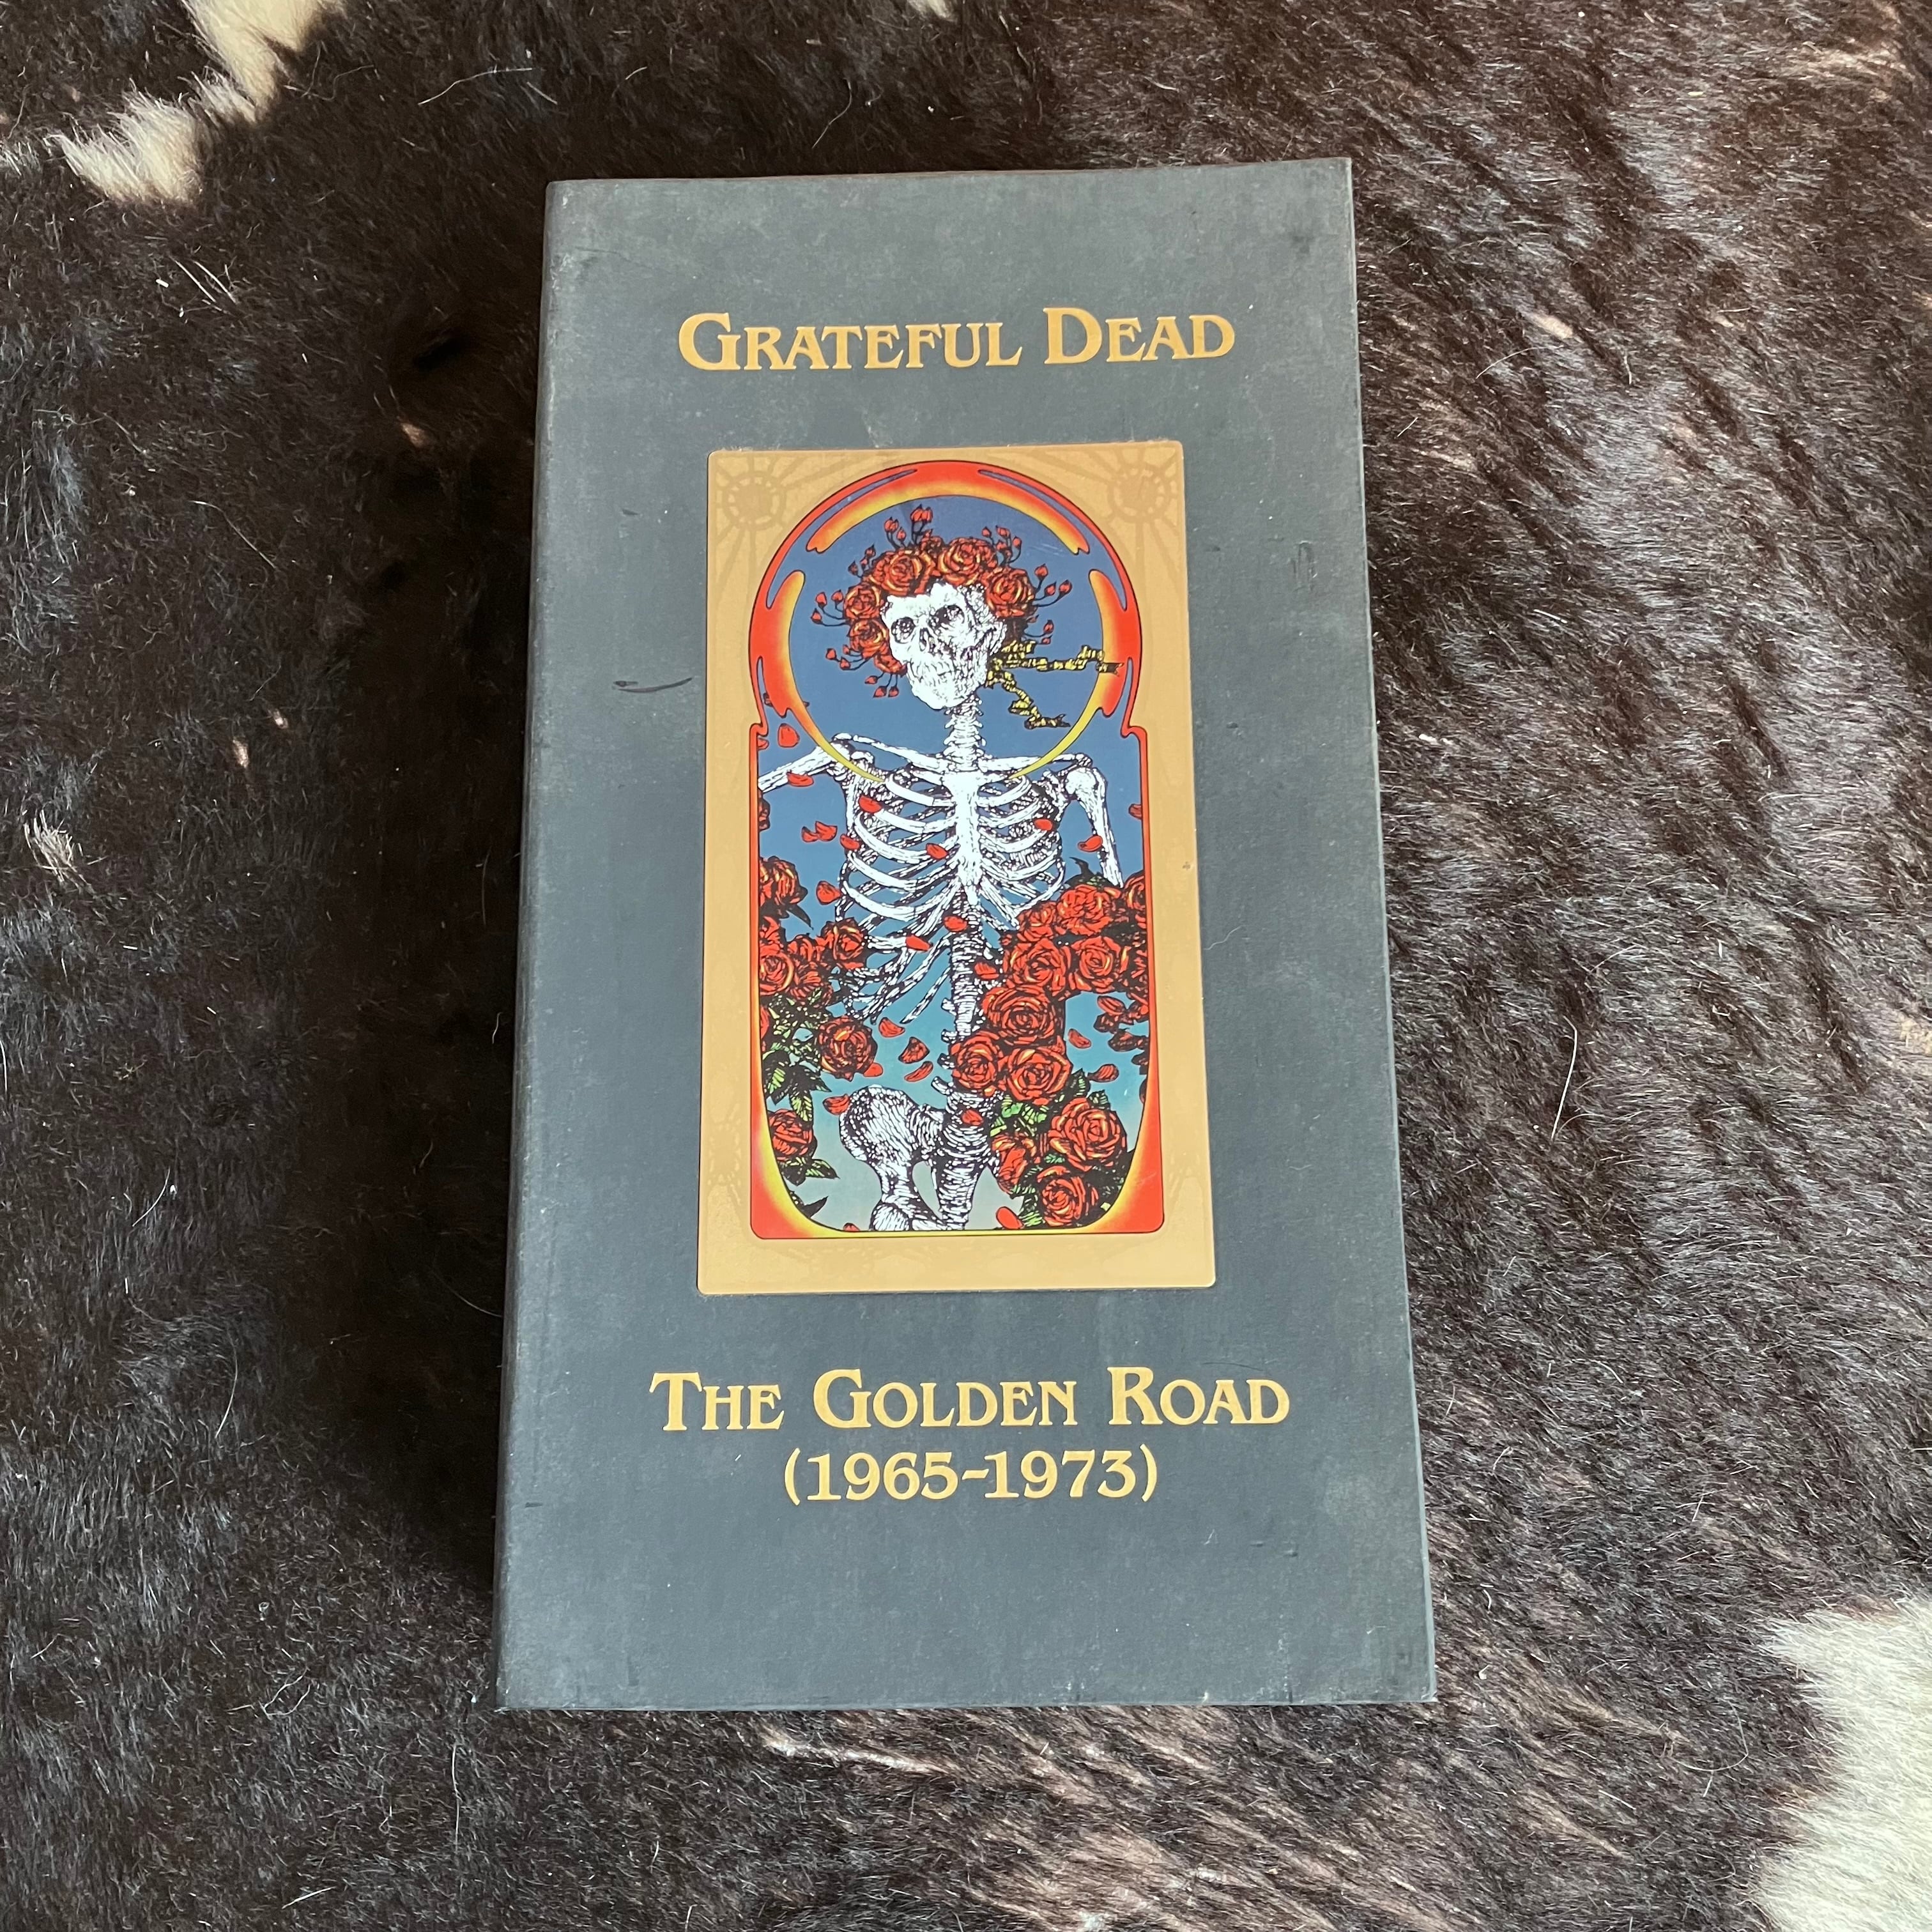 GRATEFUL DEAD
THE GOLDEN ROAD
(1965-1973)